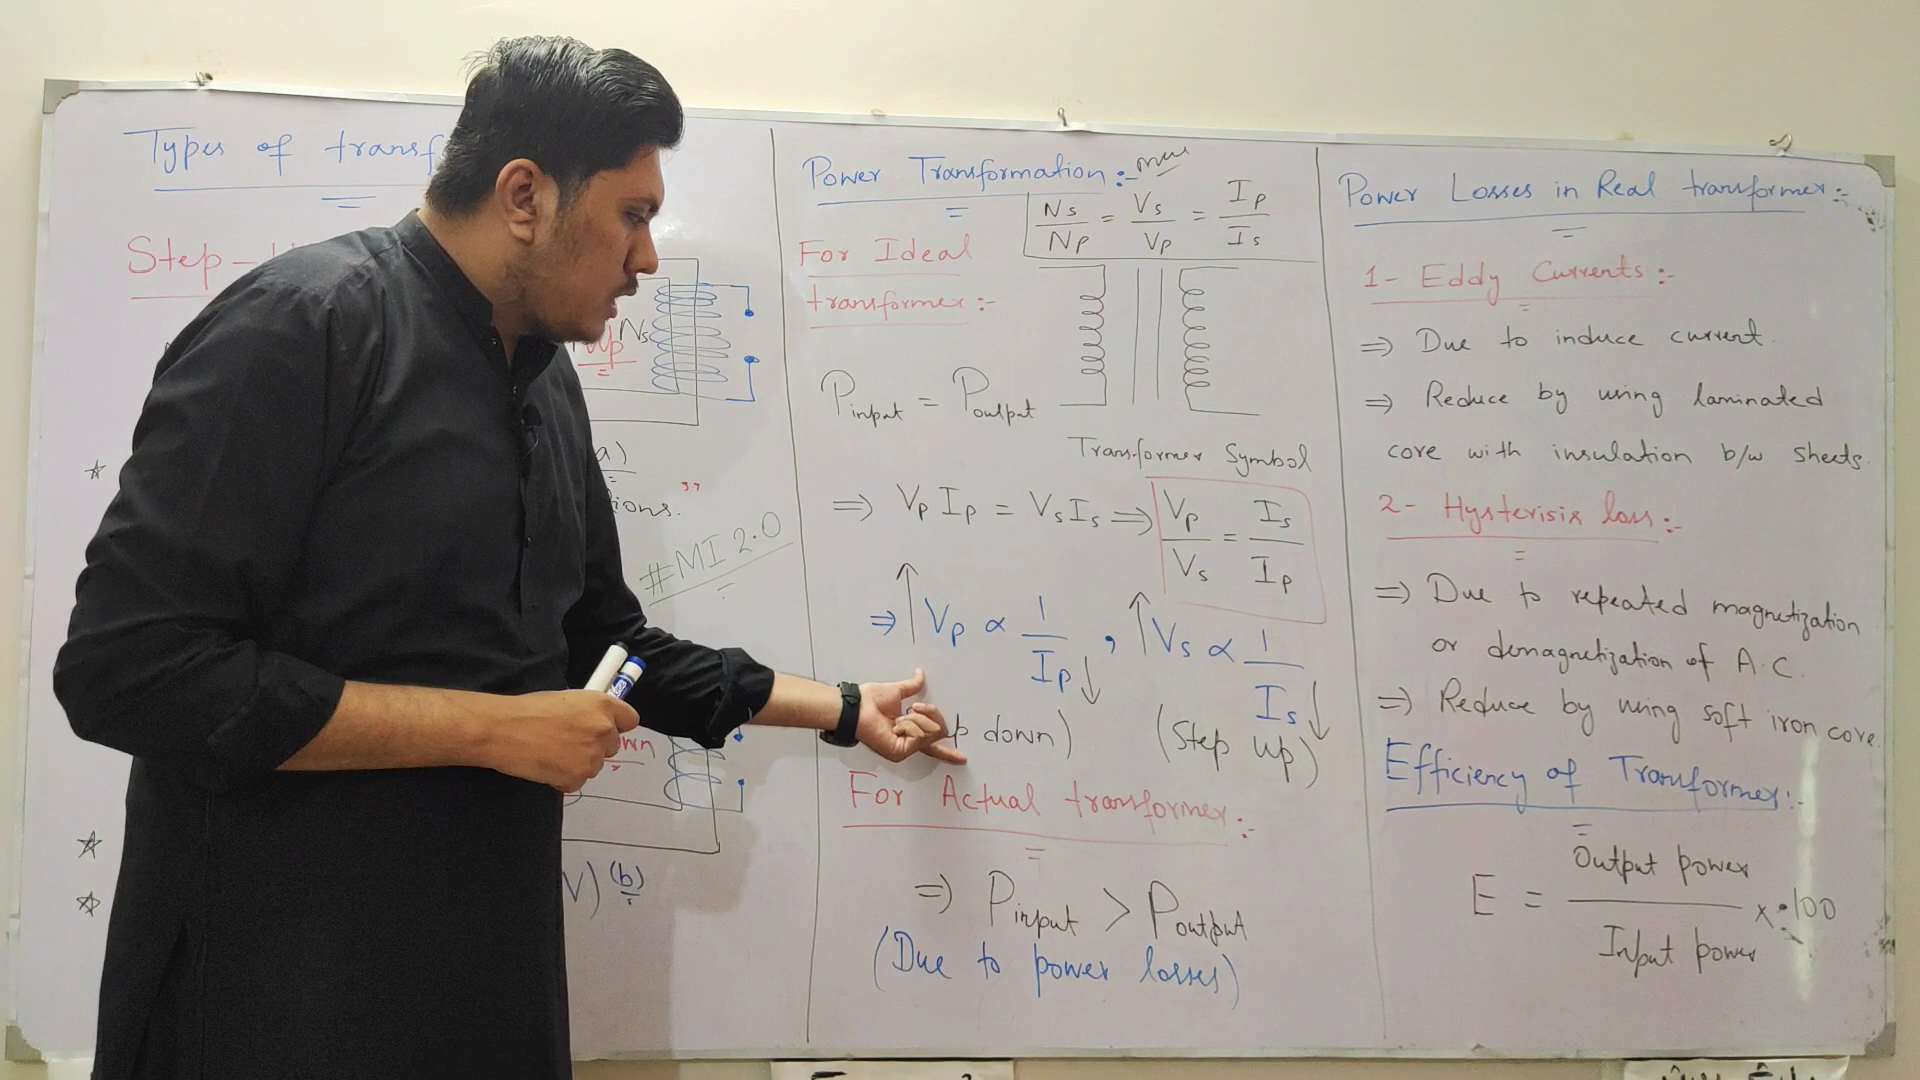 Types of transf
Step-
Ns
up
a)
ions."
#MI 2.0
own
V) (b)
Power Transformation:-
Ns/Np = Vs/Vp = Ip/Is
For Ideal
transformer:-
Pinput = Poutput
Transformer Symbol
⇒ Vp Ip = Vs Is ⇒ Vp/Vs = Is/Ip
⇒ ↑Vp ∝ 1/Ip↓ , ↑Vs ∝ 1/Is↓
p down) (Step up)
For Actual transformer:-
⇒ Pinput > Poutput
(Due to power losses)
Power Losses in Real transformer:-
1- Eddy Currents:-
⇒ Due to induce current.
⇒ Reduce by using laminated
core with insulation b/w sheets.
2- Hysterisis loss:-
⇒ Due to repeated magnetization
or demagnetization of A.C.
⇒ Reduce by using soft iron core.
Efficiency of Transformer:-
E = Output power / Input power x 100